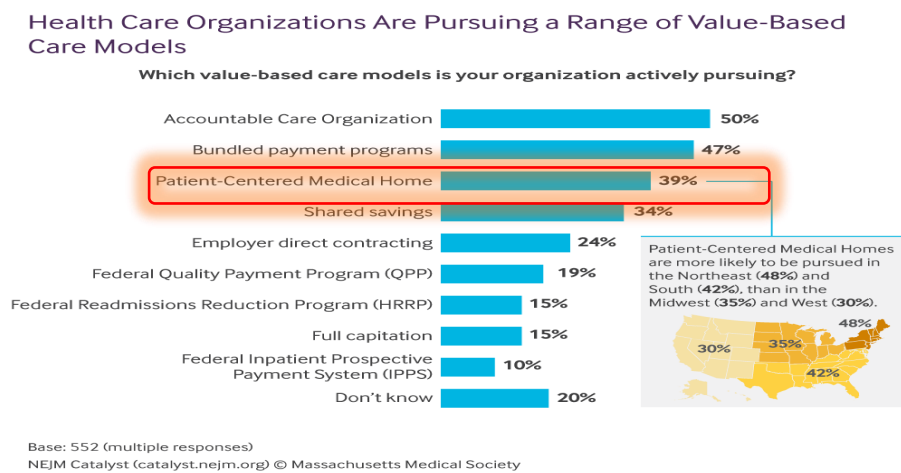 Health Care Organizations Are Pursuing a Range of Value-Based
Care Models
Which value-based care models is your organization actively pursuing?
Accountable Care Organization 50%
Bundled payment programs 47%
Patient-Centered Medical Home 39%
Shared savings 34%
Employer direct contracting 24%
Federal Quality Payment Program (QPP) 19%
Federal Readmissions Reduction Program (HRRP) 15%
Full capitation 15%
Federal Inpatient Prospective
Payment System (IPPS) 10%
Don't know 20%
Patient-Centered Medical Homes
are more likely to be pursued in
the Northeast (48%) and
South (42%), than in the
Midwest (35%) and West (30%).
48%
30%
35%
42%
Base: 552 (multiple responses)
NEJM Catalyst (catalyst.nejm.org) © Massachusetts Medical Society